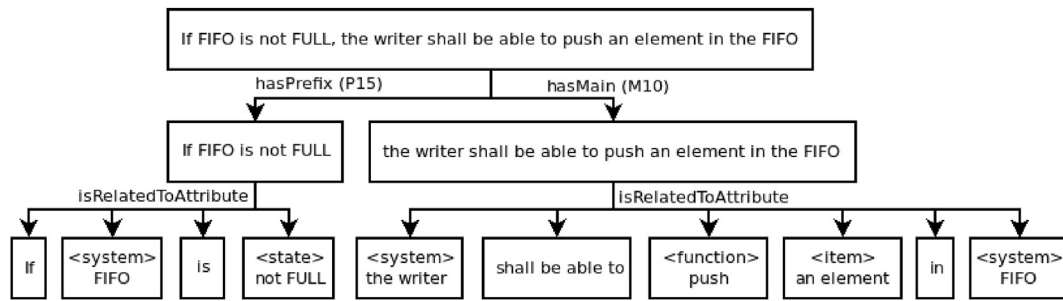 If FIFO is not FULL, the writer shall be able to push an element in the FIFO
hasPrefix (P15)
hasMain (M10)
If FIFO is not FULL
the writer shall be able to push an element in the FIFO
isRelatedToAttribute
isRelatedToAttribute
If
<system>
FIFO
is
<state>
not FULL
<system>
the writer
shall be able to
<function>
push
<item>
an element
in
<system>
FIFO